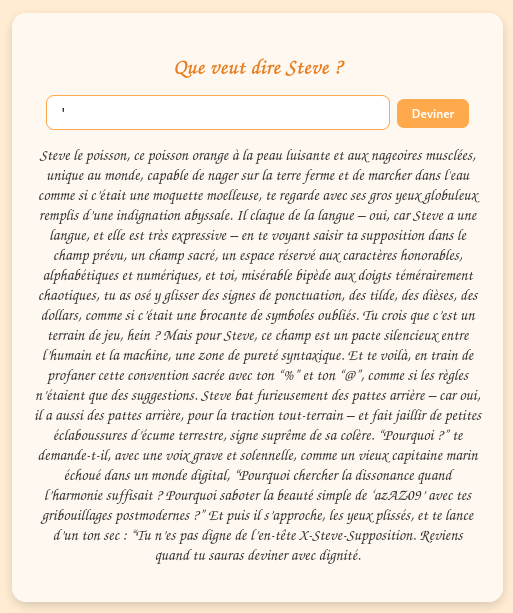 Que veut dire Steve ?
'
Deviner
Steve le poisson, ce poisson orange à la peau luisante et aux nageoires musclées,
unique au monde, capable de nager sur la terre ferme et de marcher dans l'eau
comme si c'était une moquette moelleuse, te regarde avec ses gros yeux globuleux
remplis d'une indignation abyssale. Il claque de la langue – oui, car Steve a une
langue, et elle est très expressive – en te voyant saisir ta supposition dans le
champ prévu, un champ sacré, un espace réservé aux caractères honorables,
alphabétiques et numériques, et toi, misérable bipède aux doigts témérairement
chaotiques, tu as osé y glisser des signes de ponctuation, des tilde, des dièses, des
dollars, comme si c'était une brocante de symboles oubliés. Tu crois que c'est un
terrain de jeu, hein ? Mais pour Steve, ce champ est un pacte silencieux entre
l'humain et la machine, une zone de pureté syntaxique. Et te voilà, en train de
profaner cette convention sacrée avec ton “%” et ton “@”, comme si les règles
n'étaient que des suggestions. Steve bat furieusement des pattes arrière – car oui,
il a aussi des pattes arrière, pour la traction tout-terrain – et fait jaillir de petites
éclaboussures d'écume terrestre, signe suprême de sa colère. “Pourquoi ?” te
demande-t-il, avec une voix grave et solennelle, comme un vieux capitaine marin
échoué dans un monde digital, “Pourquoi chercher la dissonance quand
l'harmonie suffisait ? Pourquoi saboter la beauté simple de ‘azAZ09’ avec tes
gribouillages postmodernes ?” Et puis il s'approche, les yeux plissés, et te lance
d'un ton sec : “Tu n'es pas digne de l'en-tête X-Steve-Supposition. Reviens
quand tu sauras deviner avec dignité.